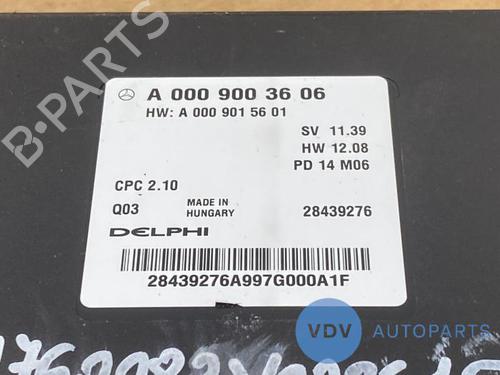 A 000 900 36 06
HW: A 000 901 56 01
SV 11.39
HW 12.08
PD 14 M06
CPC 2.10
Q03
MADE IN
HUNGARY
28439276
DELPHI
28439276A997G000A1F
VDV AUTOPARTS